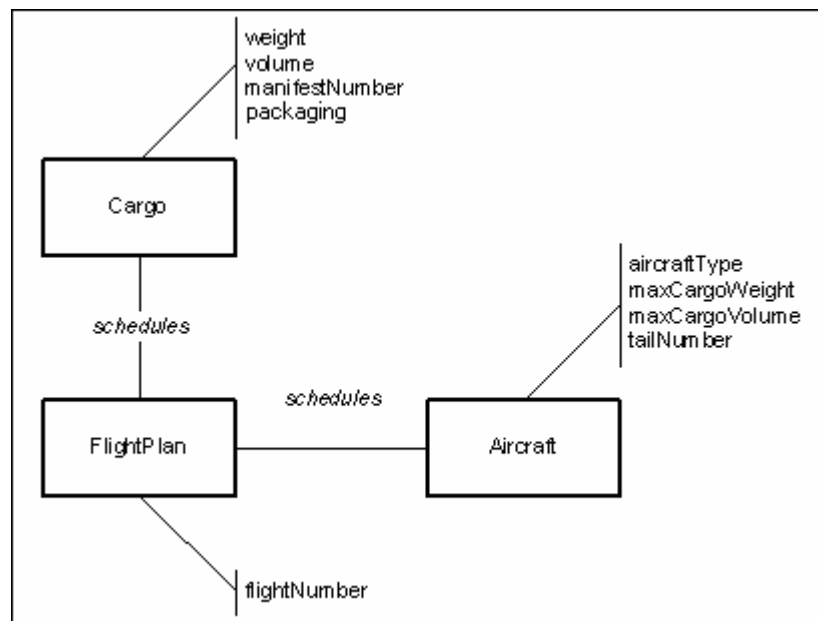 weight
volume
manifestNumber
packaging
Cargo
aircraftType
maxCargoWeight
maxCargoVolume
tailNumber
schedules
schedules
FlightPlan
Aircraft
flightNumber